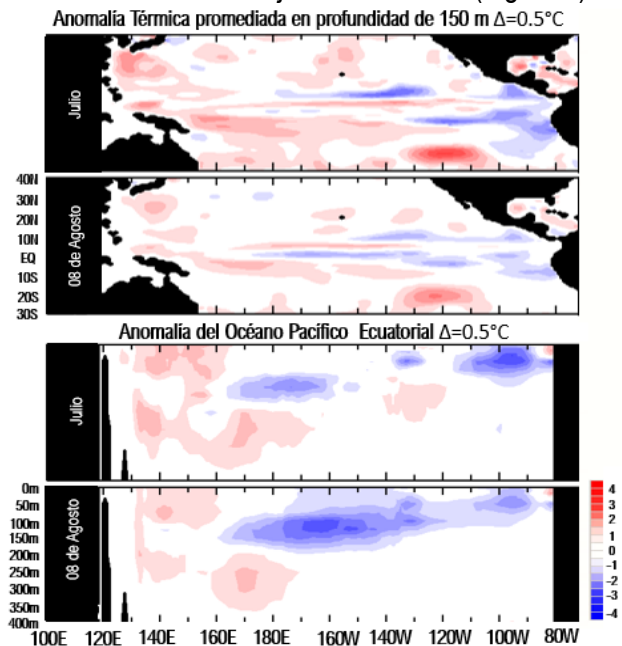 Anomalía Térmica promediada en profundidad de 150 m Δ=0.5°C
Julio
40N
30N
20N
10N
EQ
10S
20S
30S
08 de Agosto
Anomalía del Océano Pacífico Ecuatorial Δ=0.5°C
Julio
0m
50m
100m
150m
200m
250m
300m
350m
400m
08 de Agosto
4
3
2
1
0
-1
-2
-3
-4
100E 120E 140E 160E 180E 160W 140W 120W 100W 80W